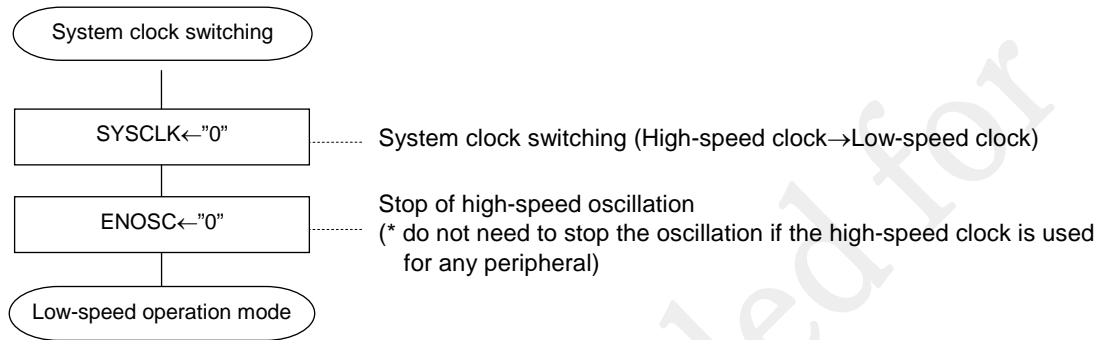 System clock switching
SYSCLK←”0”
System clock switching (High-speed clock→Low-speed clock)
ENOSC←”0”
Stop of high-speed oscillation
(* do not need to stop the oscillation if the high-speed clock is used
for any peripheral)
Low-speed operation mode
led for